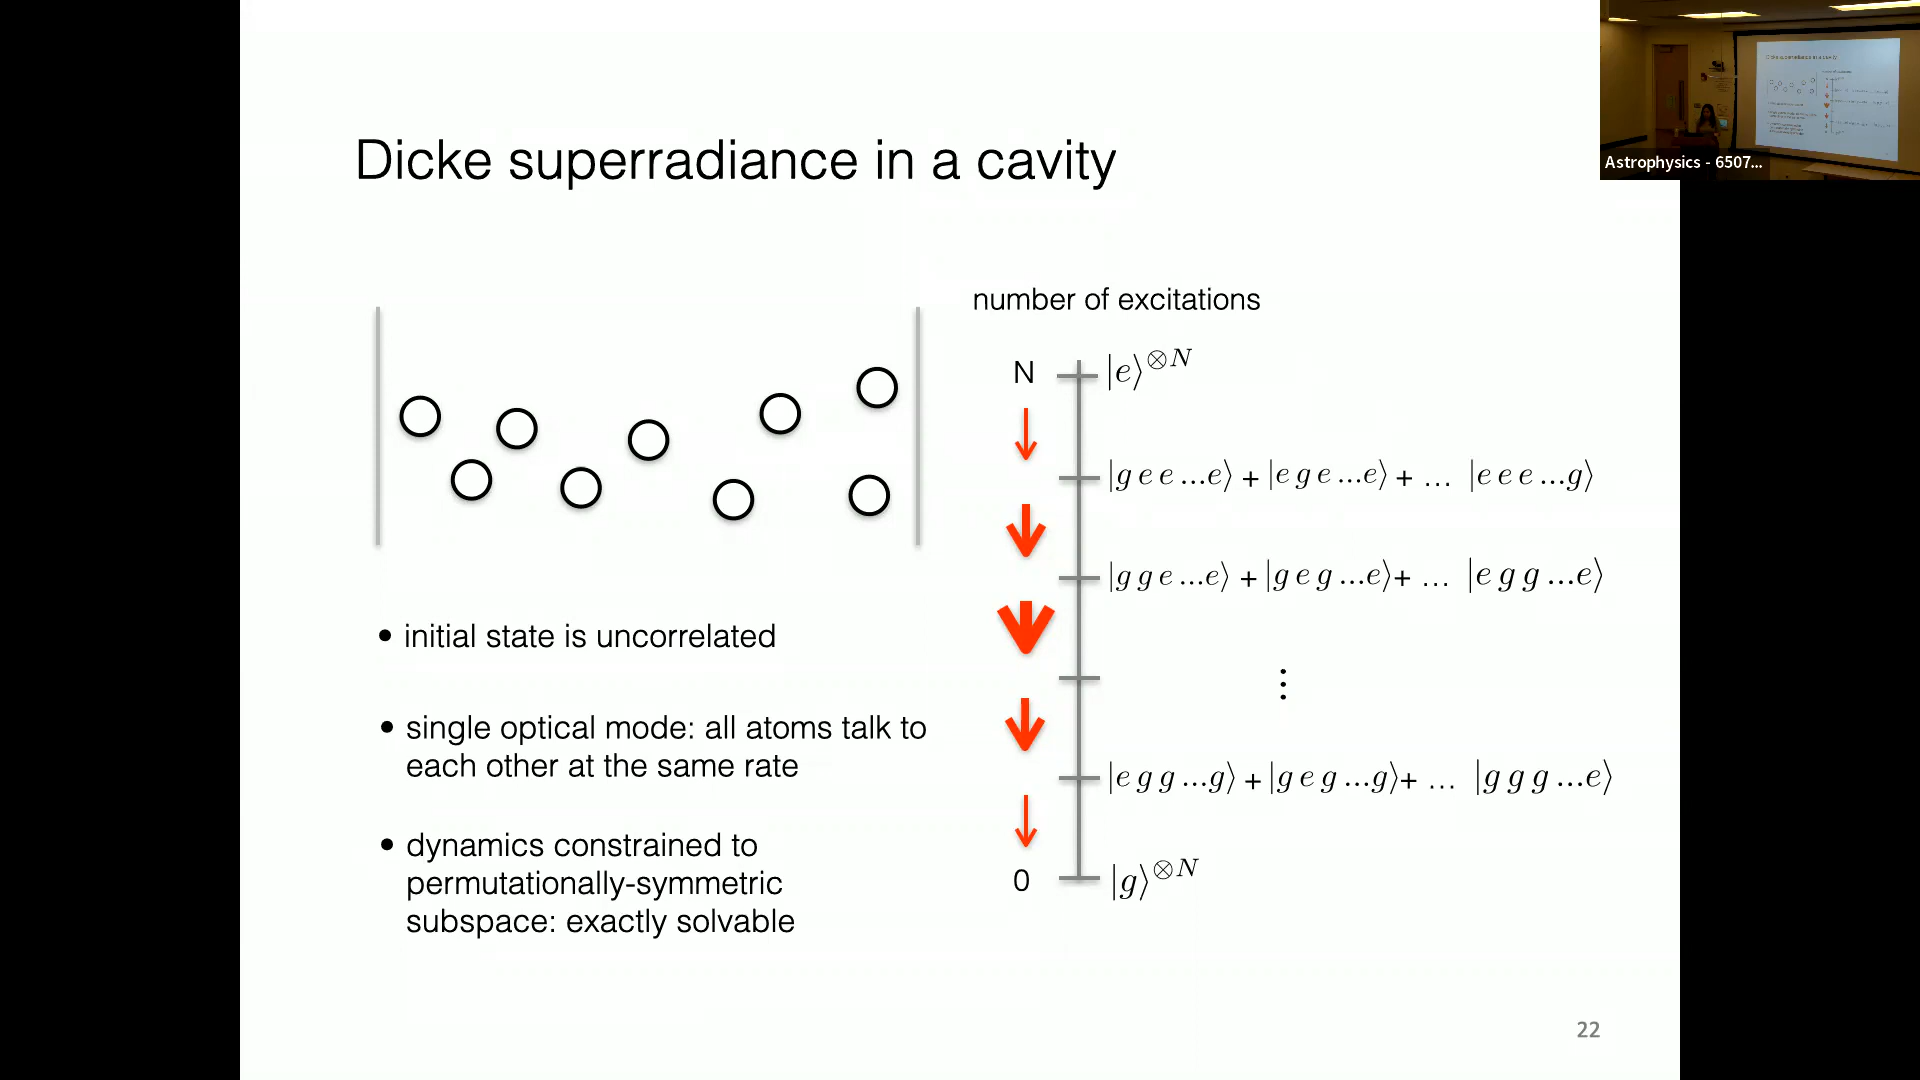 Astrophysics - 6507...
Dicke superradiance in a cavity
number of excitations
N |e⟩^{⊗N}
|g e e ...e⟩ + |e g e ...e⟩ + ... |e e e ...g⟩
|g g e ...e⟩ + |g e g ...e⟩+ ... |e g g ...e⟩
⋮
|e g g ...g⟩ + |g e g ...g⟩+ ... |g g g ...e⟩
0 |g⟩^{⊗N}
• initial state is uncorrelated
• single optical mode: all atoms talk to
each other at the same rate
• dynamics constrained to
permutationally-symmetric
subspace: exactly solvable
22